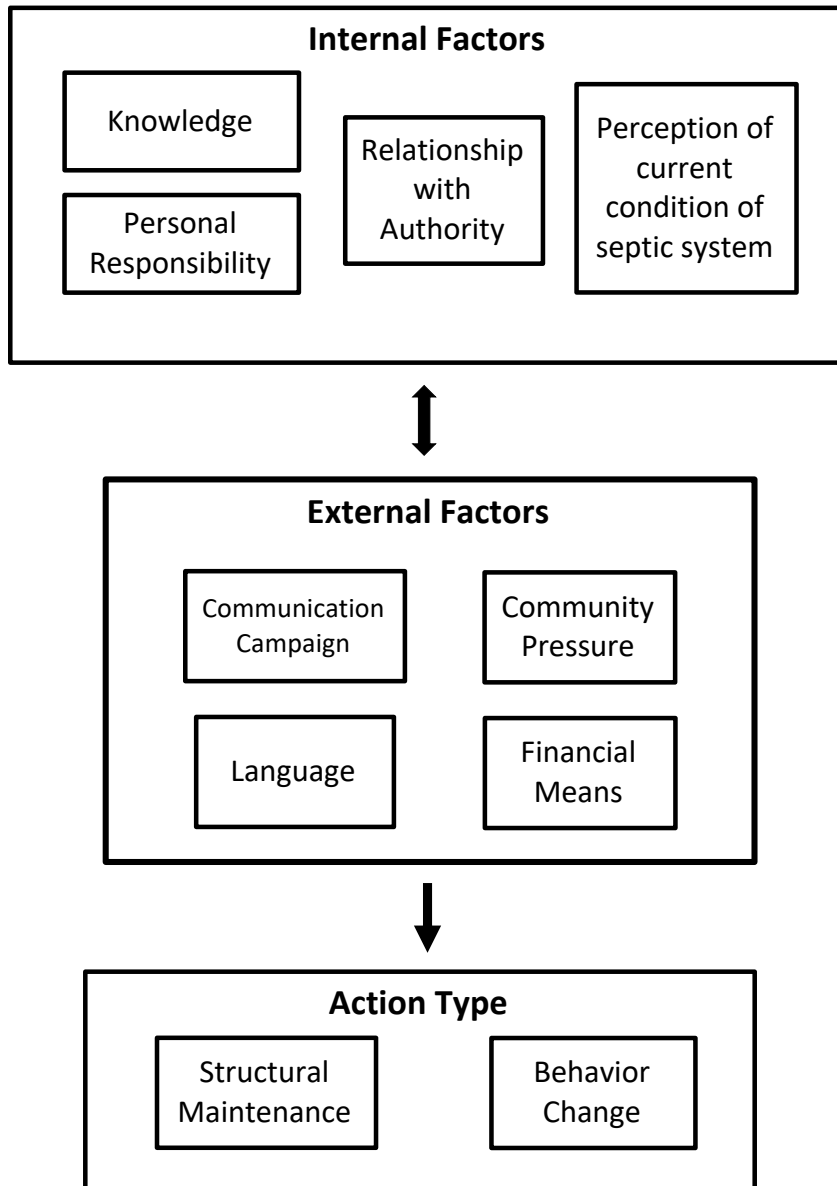 Internal Factors
Knowledge
Personal
Responsibility
Relationship
with
Authority
Perception of
current
condition of
septic system
External Factors
Communication
Campaign
Community
Pressure
Language
Financial
Means
Action Type
Structural
Maintenance
Behavior
Change